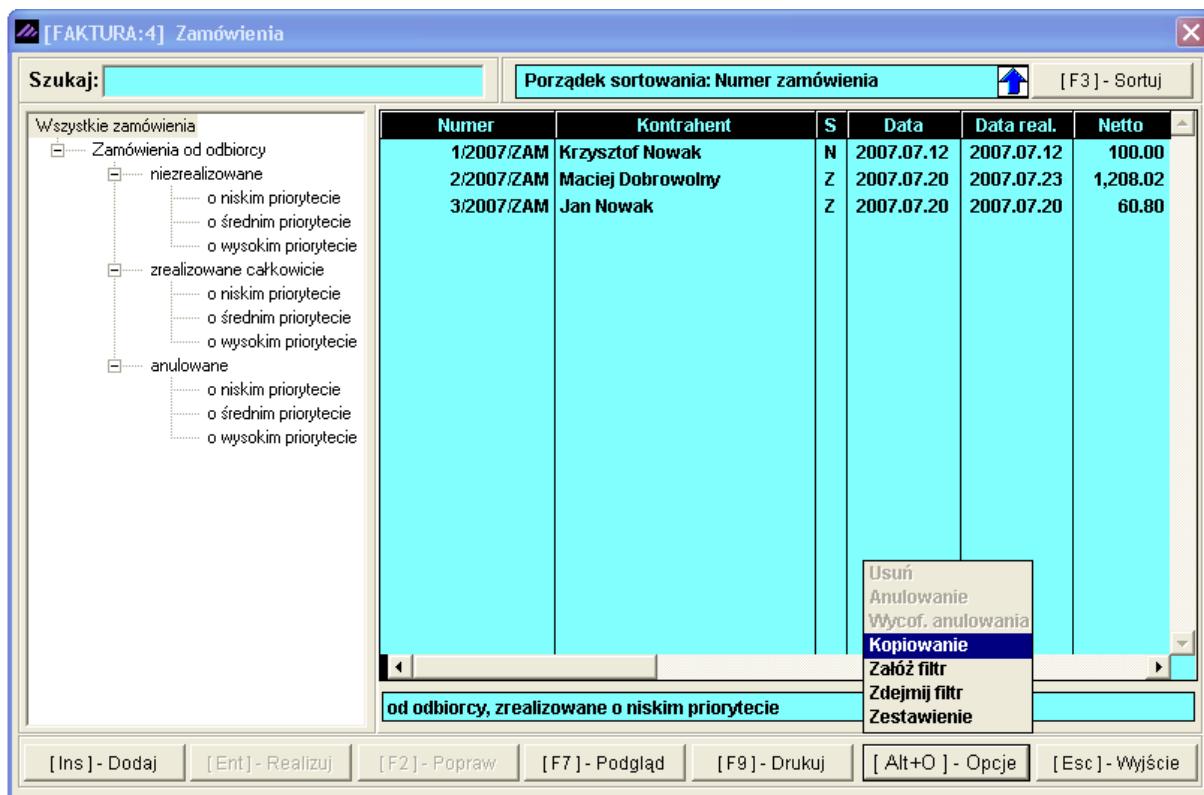 [FAKTURA:4] Zamówienia
Szukaj:
Porządek sortowania: Numer zamówienia
[ F3 ] - Sortuj
Wszystkie zamówienia
Zamówienia od odbiorcy
niezrealizowane
o niskim priorytecie
o średnim priorytecie
o wysokim priorytecie
zrealizowane całkowicie
o niskim priorytecie
o średnim priorytecie
o wysokim priorytecie
anulowane
o niskim priorytecie
o średnim priorytecie
o wysokim priorytecie
Numer Kontrahent S Data Data real. Netto
1/2007/ZAM Krzysztof Nowak N 2007.07.12 2007.07.12 100.00
2/2007/ZAM Maciej Dobrowolny Z 2007.07.20 2007.07.23 1,208.02
3/2007/ZAM Jan Nowak Z 2007.07.20 2007.07.20 60.80
Usuń
Anulowanie
Wycof. anulowania
Kopiowanie
Załóż filtr
Zdejmij filtr
Zestawienie
od odbiorcy, zrealizowane o niskim priorytecie
[ Ins ] - Dodaj [ Ent ] - Realizuj [ F2 ] - Popraw [ F7 ] - Podgląd [ F9 ] - Drukuj [ Alt+O ] - Opcje [ Esc ] - Wyjście